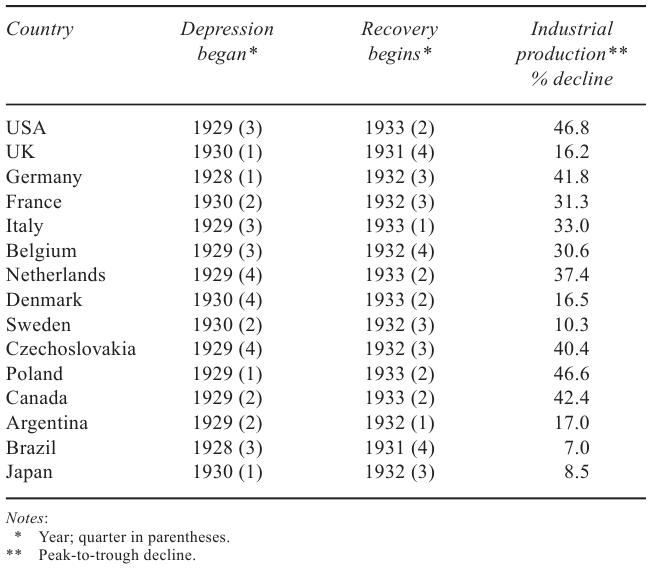 Country Depression Recovery Industrial
began* begins* production**
% decline
USA 1929 (3) 1933 (2) 46.8
UK 1930 (1) 1931 (4) 16.2
Germany 1928 (1) 1932 (3) 41.8
France 1930 (2) 1932 (3) 31.3
Italy 1929 (3) 1933 (1) 33.0
Belgium 1929 (3) 1932 (4) 30.6
Netherlands 1929 (4) 1933 (2) 37.4
Denmark 1930 (4) 1933 (2) 16.5
Sweden 1930 (2) 1932 (3) 10.3
Czechoslovakia 1929 (4) 1932 (3) 40.4
Poland 1929 (1) 1933 (2) 46.6
Canada 1929 (2) 1933 (2) 42.4
Argentina 1929 (2) 1932 (1) 17.0
Brazil 1928 (3) 1931 (4) 7.0
Japan 1930 (1) 1932 (3) 8.5
Notes:
* Year; quarter in parentheses.
** Peak-to-trough decline.